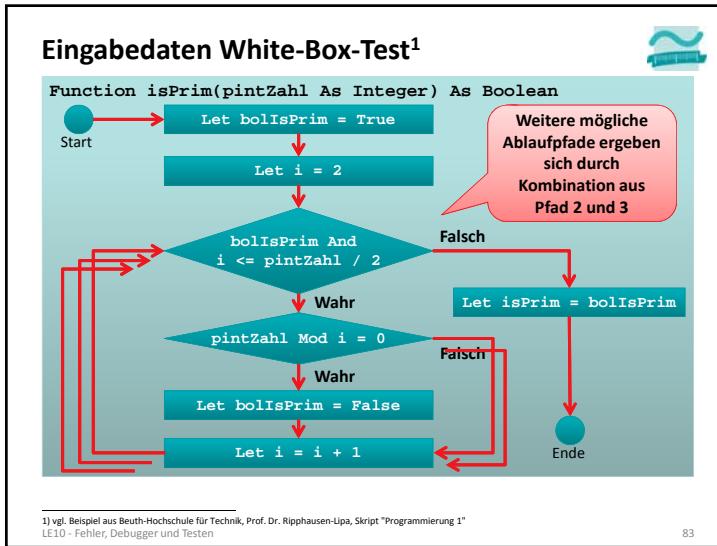 Eingabedaten White-Box-Test1
Function isPrim(pintZahl As Integer) As Boolean
Start
Let bolIsPrim = True
Let i = 2
Weitere mögliche
Ablaufpfade ergeben
sich durch
Kombination aus
Pfad 2 und 3
bolIsPrim And
i <= pintZahl / 2
Falsch
Wahr
Let isPrim = bolIsPrim
pintZahl Mod i = 0
Falsch
Wahr
Let bolIsPrim = False
Let i = i + 1
Ende
1) vgl. Beispiel aus Beuth-Hochschule für Technik, Prof. Dr. Ripphausen-Lipa, Skript "Programmierung 1"
LE10 - Fehler, Debugger und Testen
83